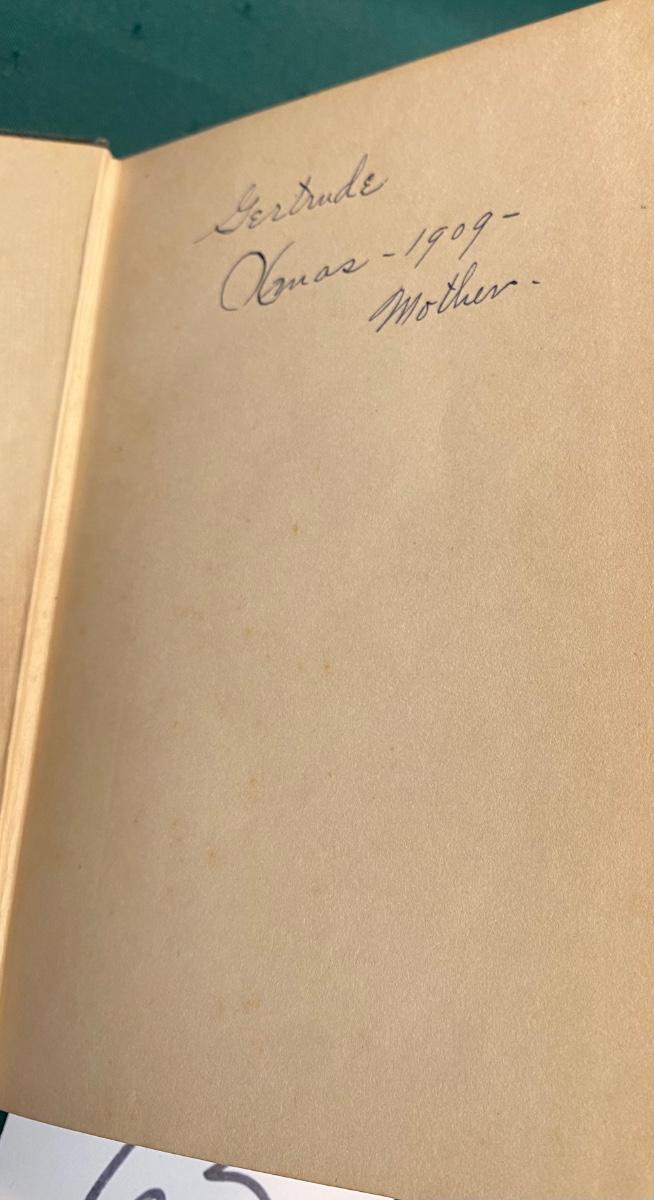 Gertrude
Xmas - 1909 -
Mother.